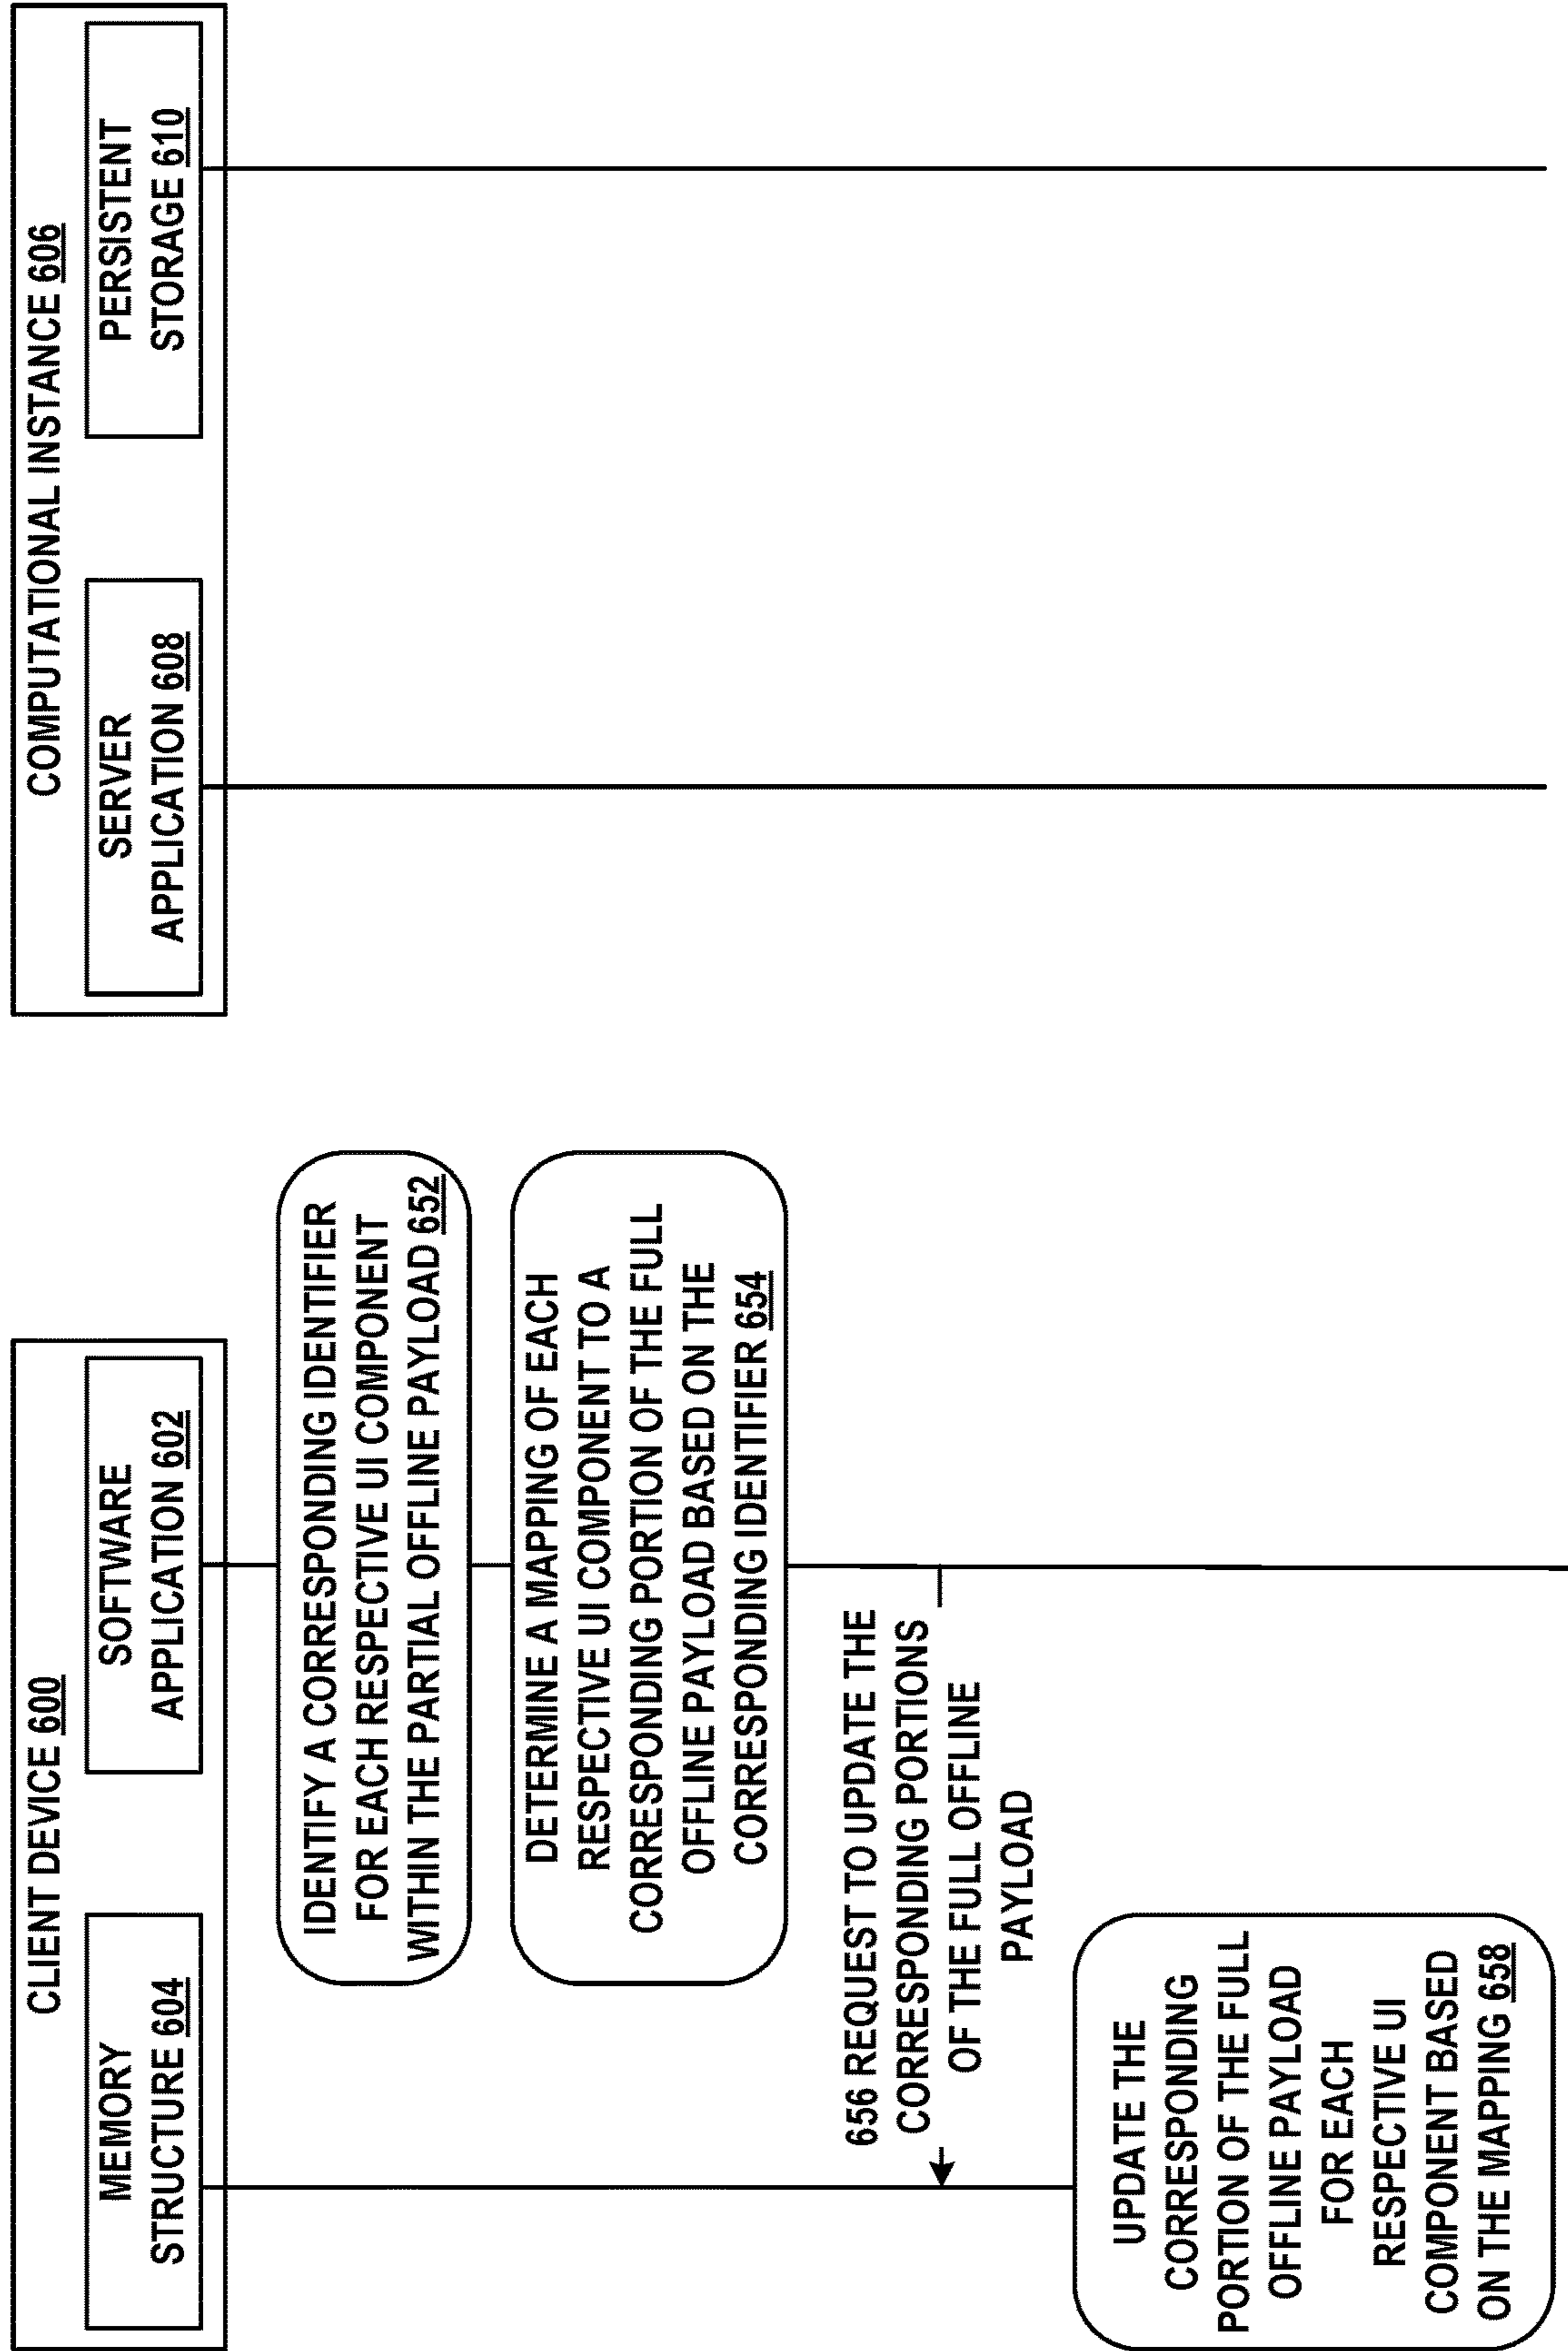 CLIENT DEVICE 600
MEMORY
STRUCTURE 604
SOFTWARE
APPLICATION 602
COMPUTATIONAL INSTANCE 606
SERVER
APPLICATION 608
PERSISTENT
STORAGE 610
IDENTIFY A CORRESPONDING IDENTIFIER
FOR EACH RESPECTIVE UI COMPONENT
WITHIN THE PARTIAL OFFLINE PAYLOAD 652
DETERMINE A MAPPING OF EACH
RESPECTIVE UI COMPONENT TO A
CORRESPONDING PORTION OF THE FULL
OFFLINE PAYLOAD BASED ON THE
CORRESPONDING IDENTIFIER 654
656 REQUEST TO UPDATE THE
CORRESPONDING PORTIONS
OF THE FULL OFFLINE
PAYLOAD
UPDATE THE
CORRESPONDING
PORTION OF THE FULL
OFFLINE PAYLOAD
FOR EACH
RESPECTIVE UI
COMPONENT BASED
ON THE MAPPING 658